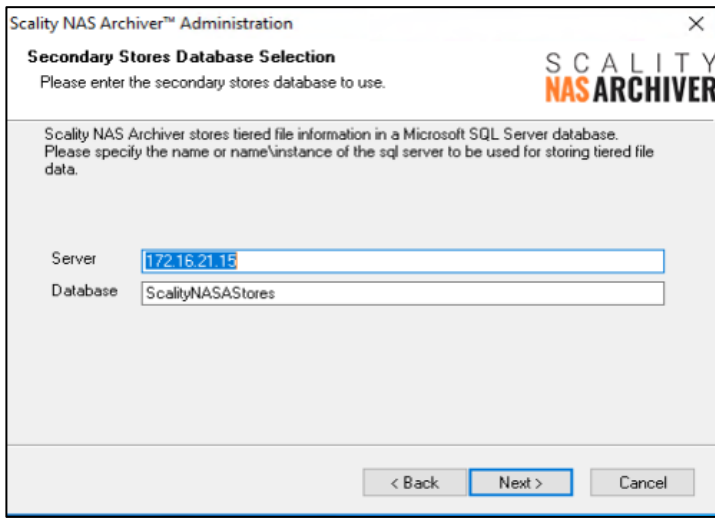 Scality NAS Archiver™ Administration
Secondary Stores Database Selection
Please enter the secondary stores database to use.
SCALITY
NAS ARCHIVER
Scality NAS Archiver stores tiered file information in a Microsoft SQL Server database.
Please specify the name or name\instance of the sql server to be used for storing tiered file
data.
Server 172.16.21.15
Database ScalityNASAStores
< Back Next > Cancel